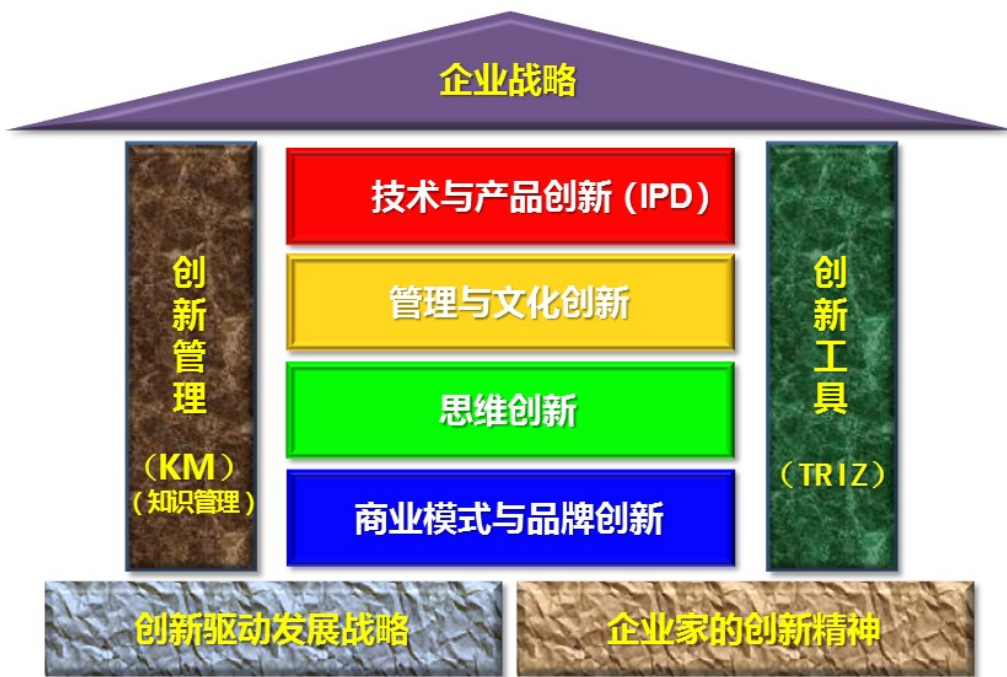 企业战略
创新管理
（KM）
（知识管理）
技术与产品创新（IPD）
管理与文化创新
思维创新
商业模式与品牌创新
创新工具
（TRIZ）
创新驱动发展战略
企业家的创新精神